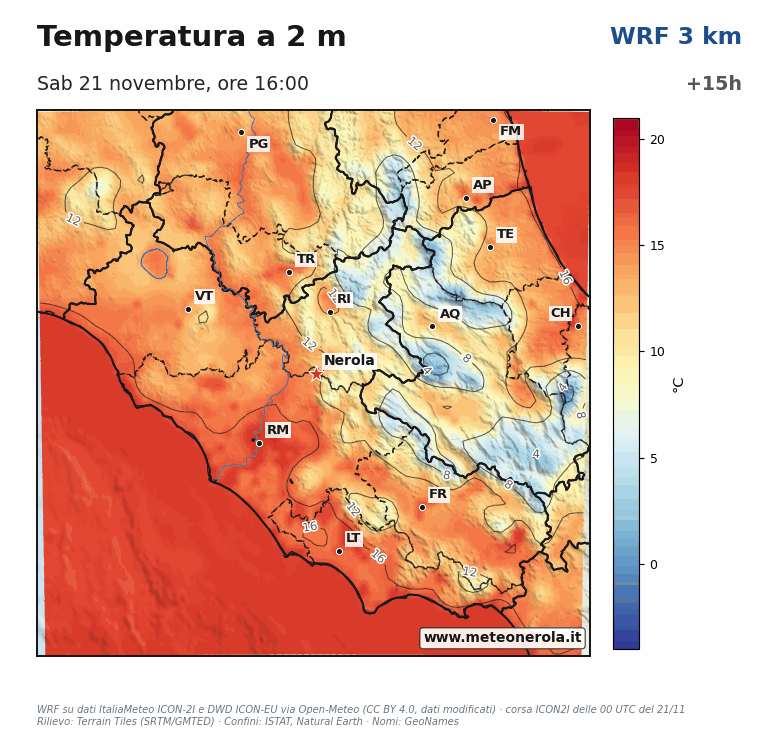 Temperatura a 2 m
WRF 3 km
Sab 21 novembre, ore 16:00
+15h
FM
12
PG
AP
12
TE
TR
16
RI
VT
AQ
CH
12
Nerola
8
4
4
8
RM
4
8
8
FR
12
16
LT
16
12
www.meteonerola.it
20
15
10
5
0
°C
WRF su dati ItaliaMeteo ICON-2I e DWD ICON-EU via Open-Meteo (CC BY 4.0, dati modificati) · corsa ICON2I delle 00 UTC del 21/11
Rilievo: Terrain Tiles (SRTM/GMTED) · Confini: ISTAT, Natural Earth · Nomi: GeoNames